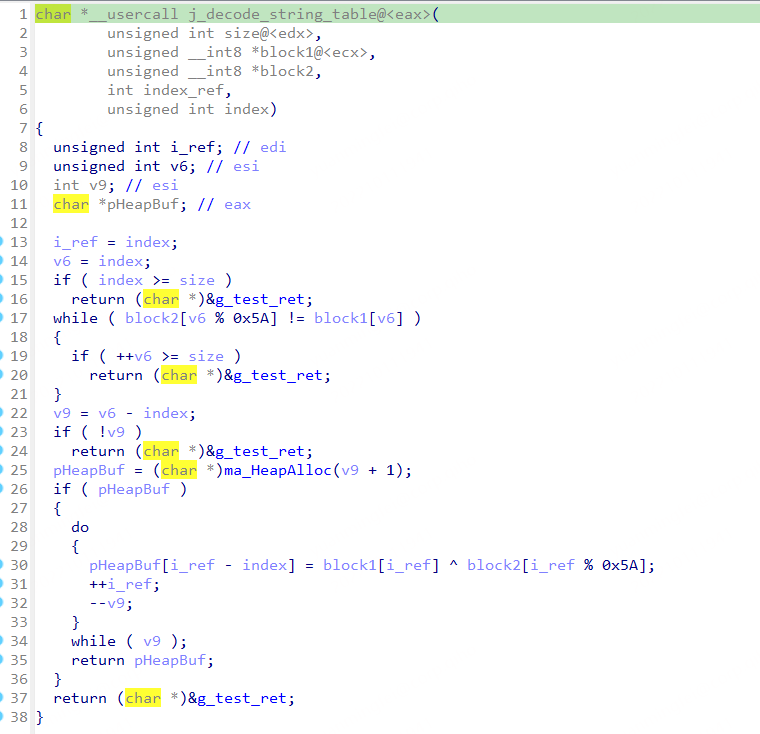 1 char *__usercall j_decode_string_table@<eax>(
2 unsigned int size@<edx>,
3 unsigned __int8 *block1@<ecx>,
4 unsigned __int8 *block2,
5 int index_ref,
6 unsigned int index)
7 {
8 unsigned int i_ref; // edi
9 unsigned int v6; // esi
10 int v9; // esi
11 char *pHeapBuf; // eax
12
13 i_ref = index;
14 v6 = index;
15 if ( index >= size )
16 return (char *)&g_test_ret;
17 while ( block2[v6 % 0x5A] != block1[v6] )
18 {
19 if ( ++v6 >= size )
20 return (char *)&g_test_ret;
21 }
22 v9 = v6 - index;
23 if ( !v9 )
24 return (char *)&g_test_ret;
25 pHeapBuf = (char *)ma_HeapAlloc(v9 + 1);
26 if ( pHeapBuf )
27 {
28 do
29 {
30 pHeapBuf[i_ref - index] = block1[i_ref] ^ block2[i_ref % 0x5A];
31 ++i_ref;
32 --v9;
33 }
34 while ( v9 );
35 return pHeapBuf;
36 }
37 return (char *)&g_test_ret;
38 }